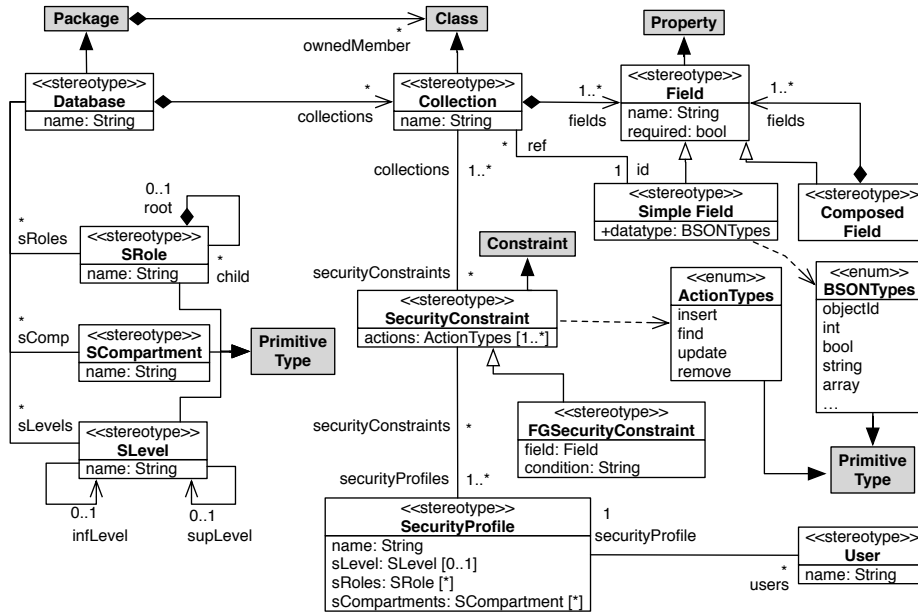 Package
Class
Property
*
ownedMember
<<stereotype>>
Database
name: String
*
collections
<<stereotype>>
Collection
name: String
1..*
fields
<<stereotype>>
Field
name: String
required: bool
1..*
fields
*
ref
1
id
collections
1..*
<<stereotype>>
Simple Field
+datatype: BSONTypes
<<stereotype>>
Composed
Field
0..1
root
*
sRoles
<<stereotype>>
SRole
name: String
*
child
Constraint
securityConstraints
*
<<stereotype>>
SecurityConstraint
actions: ActionTypes [1..*]
<<enum>>
ActionTypes
insert
find
update
remove
<<enum>>
BSONTypes
objectId
int
bool
string
array
...
*
sComp
<<stereotype>>
SCompartment
name: String
Primitive
Type
*
sLevels
<<stereotype>>
SLevel
name: String
0..1
infLevel
0..1
supLevel
securityConstraints
*
<<stereotype>>
FGSecurityConstraint
field: Field
condition: String
Primitive
Type
securityProfiles
1..*
<<stereotype>>
SecurityProfile
name: String
sLevel: SLevel [0..1]
sRoles: SRole [*]
sCompartments: SCompartment [*]
1
securityProfile
*
users
<<stereotype>>
User
name: String